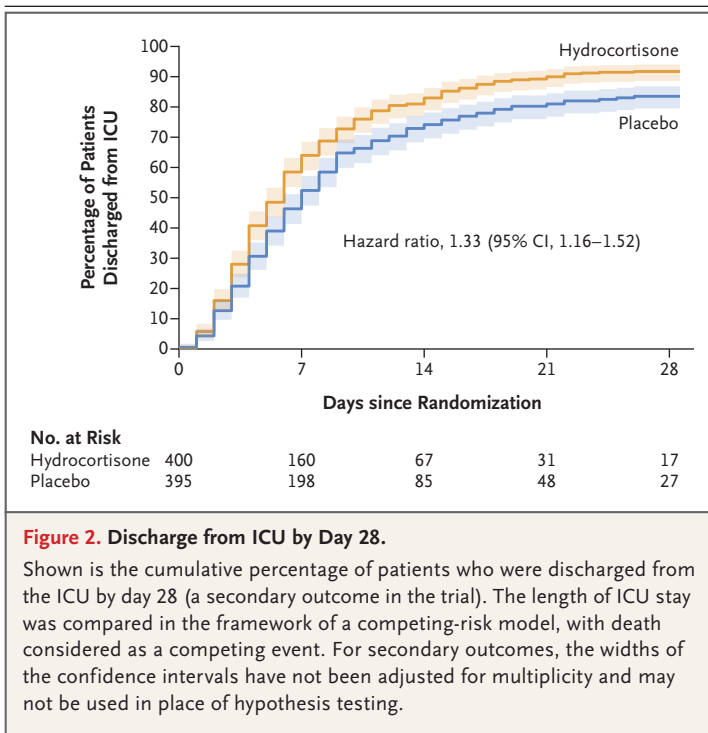 100
90
80
70
60
50
40
30
20
10
0
Percentage of Patients
Discharged from ICU
Hydrocortisone
Placebo
Hazard ratio, 1.33 (95% CI, 1.16–1.52)
0 7 14 21 28
Days since Randomization
No. at Risk
Hydrocortisone 400 160 67 31 17
Placebo 395 198 85 48 27
Figure 2. Discharge from ICU by Day 28.
Shown is the cumulative percentage of patients who were discharged from
the ICU by day 28 (a secondary outcome in the trial). The length of ICU stay
was compared in the framework of a competing-risk model, with death
considered as a competing event. For secondary outcomes, the widths of
the confidence intervals have not been adjusted for multiplicity and may
not be used in place of hypothesis testing.